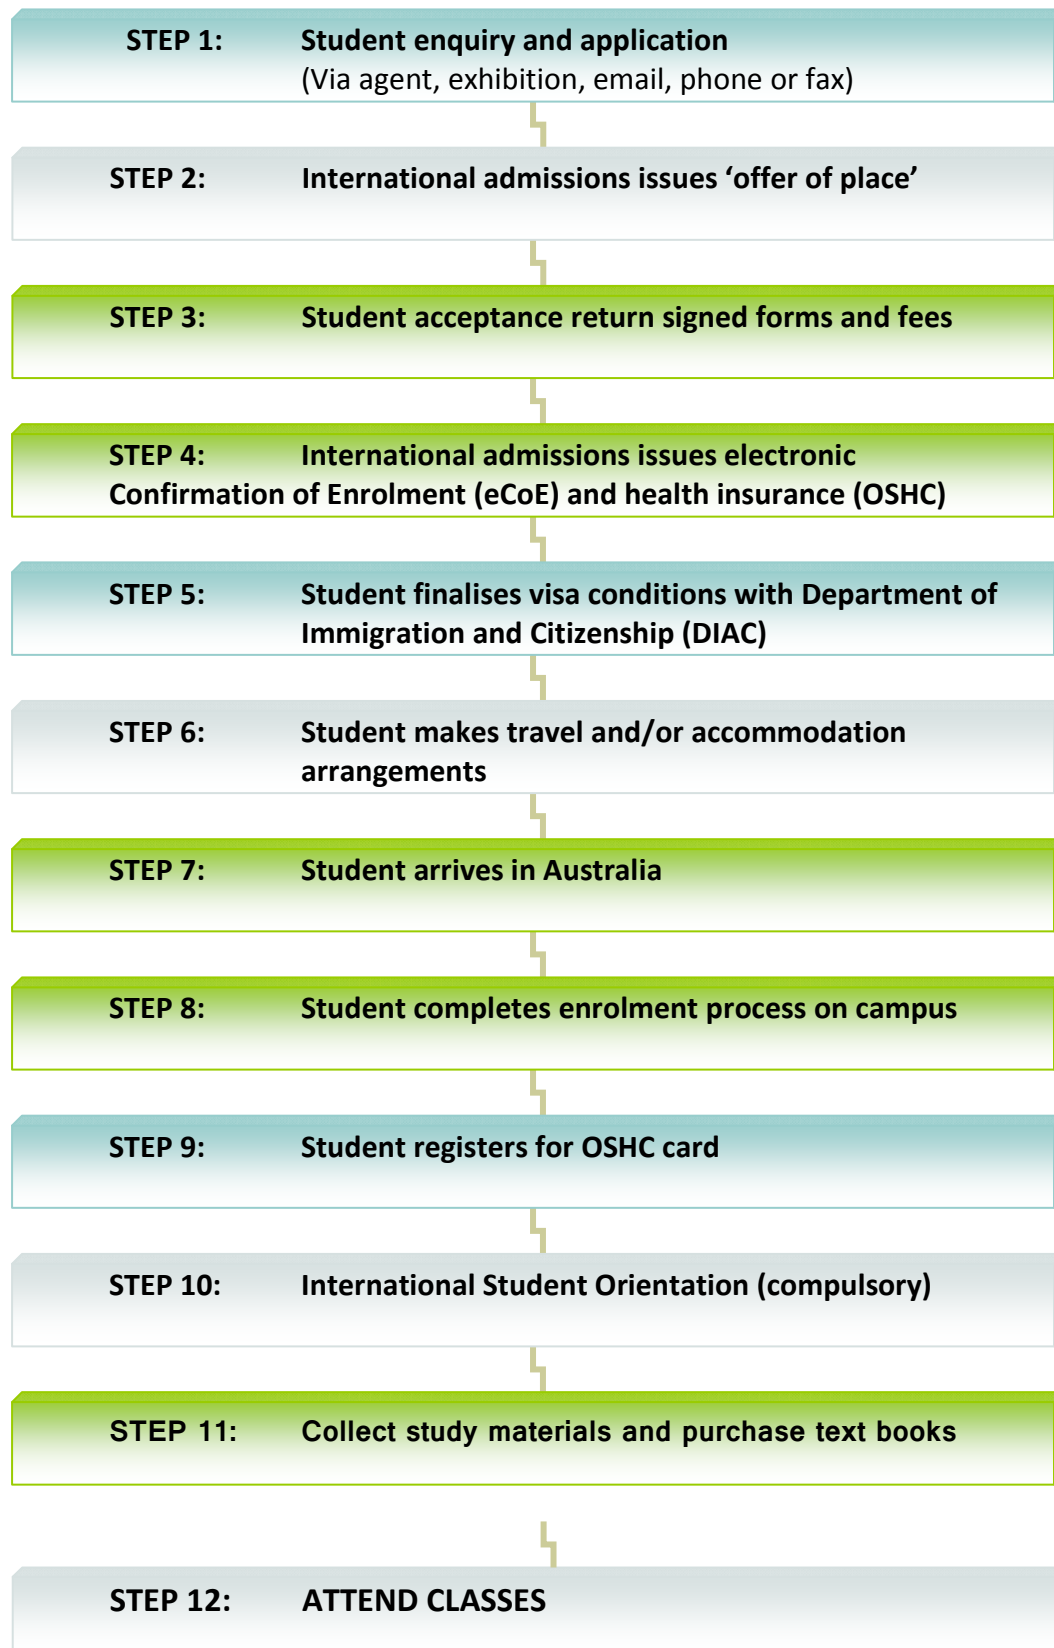 STEP 1: Student enquiry and application
(Via agent, exhibition, email, phone or fax)
STEP 2: International admissions issues ‘offer of place’
STEP 3: Student acceptance return signed forms and fees
STEP 4: International admissions issues electronic
Confirmation of Enrolment (eCoE) and health insurance (OSHC)
STEP 5: Student finalises visa conditions with Department of
Immigration and Citizenship (DIAC)
STEP 6: Student makes travel and/or accommodation
arrangements
STEP 7: Student arrives in Australia
STEP 8: Student completes enrolment process on campus
STEP 9: Student registers for OSHC card
STEP 10: International Student Orientation (compulsory)
STEP 11: Collect study materials and purchase text books
STEP 12: ATTEND CLASSES